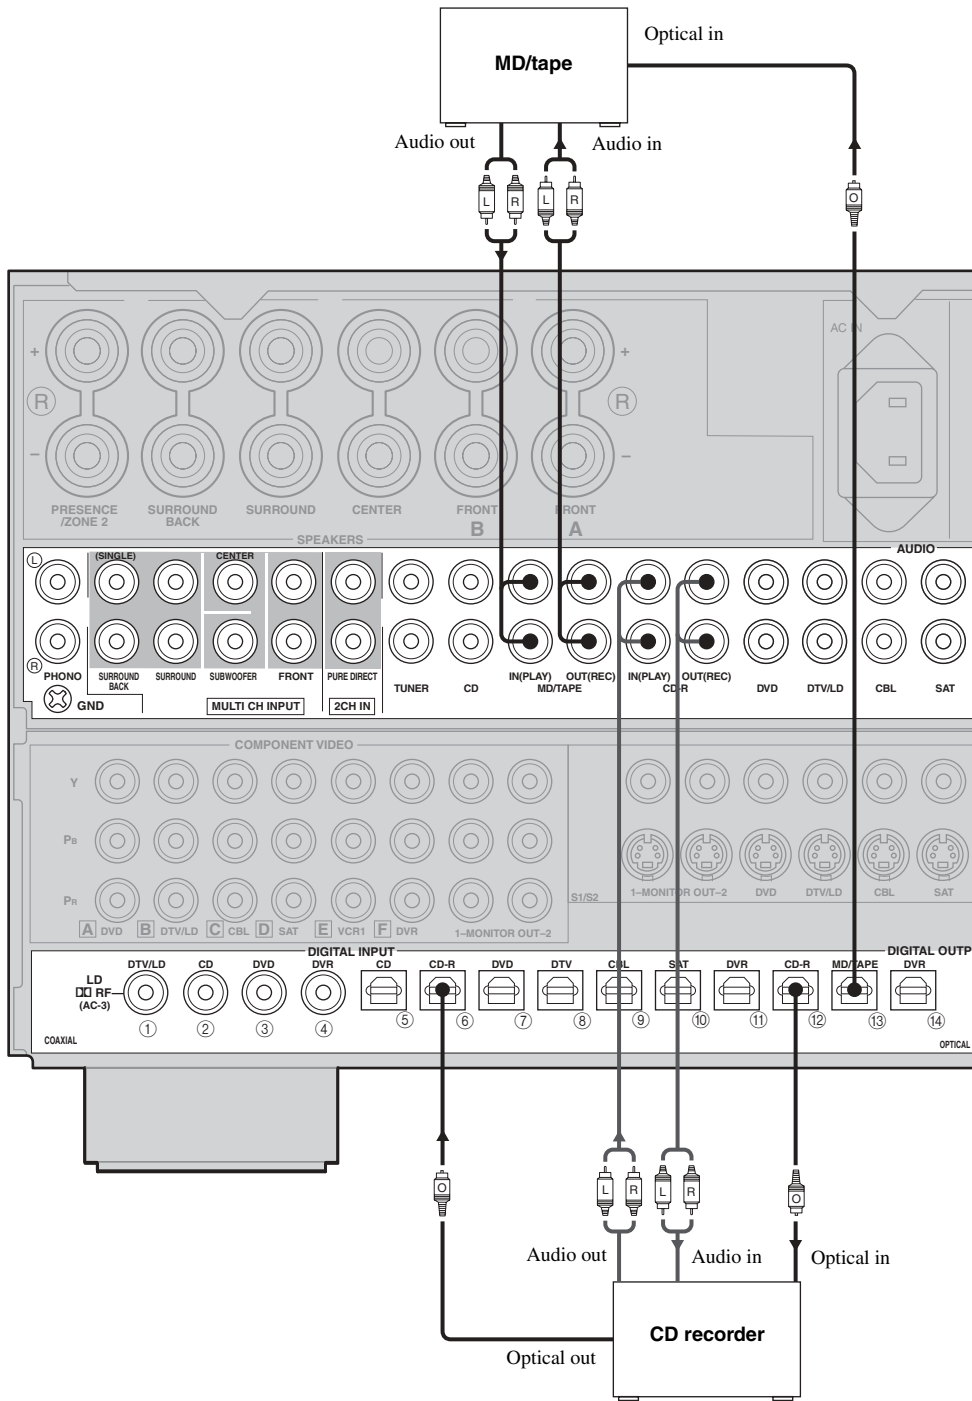 Optical in
MD/tape
Audio out
Audio in
L R L R
O
AC IN
+ +
R R
– –
PRESENCE /ZONE 2
SURROUND BACK
SURROUND
CENTER
FRONT B
FRONT A
SPEAKERS
AUDIO
L
(SINGLE)
CENTER
R
PHONO
SURROUND BACK
SURROUND
SUBWOOFER
FRONT
PURE DIRECT
TUNER
CD
IN(PLAY) OUT(REC)
MD/TAPE
IN(PLAY) OUT(REC)
CD-R
DVD
DTV/LD
CBL
SAT
GND
MULTI CH INPUT
2CH IN
COMPONENT VIDEO
Y
PB
PR
A DVD
B DTV/LD
C CBL
D SAT
E VCR1
F DVR
1–MONITOR OUT–2
S1/S2
1–MONITOR OUT–2
DVD
DTV/LD
CBL
SAT
DIGITAL INPUT
DIGITAL OUTP
DTV/LD CD DVD DVR CD CD-R DVD DTV CBL SAT DVR CD-R MD/TAPE DVR
LD
RF
(AC-3)
① ② ③ ④ ⑤ ⑥ ⑦ ⑧ ⑨ ⑩ ⑪ ⑫ ⑬ ⑭
COAXIAL
OPTICAL
O
L R L R
O
Audio out
Audio in
Optical in
CD recorder
Optical out